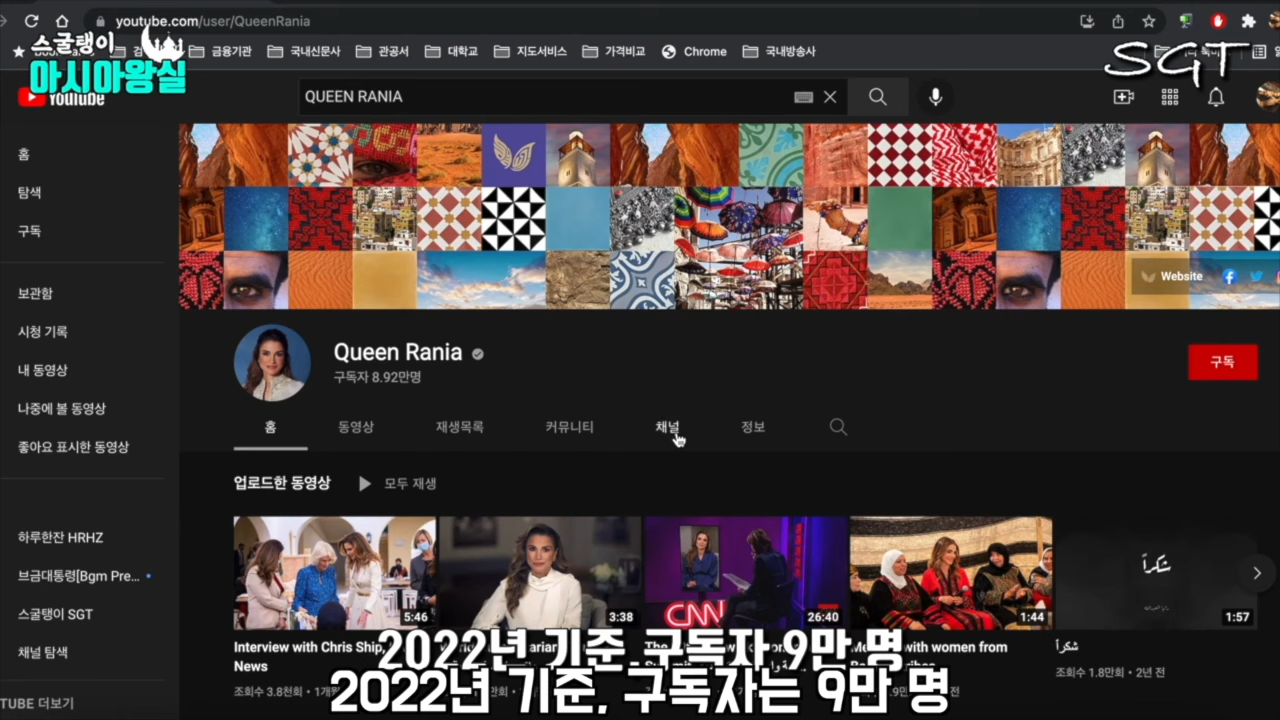 youtube.com/user/QueenRania
스굴탱이
아시아왕실
금융기관
국내신문사
관공서
대학교
지도서비스
가격비교
Chrome
국내방송사
SGT
YouTube
QUEEN RANIA
홈
탐색
구독
보관함
시청 기록
내 동영상
나중에 볼 동영상
좋아요 표시한 동영상
하루한잔 HRHZ
브금대통령[Bgm Pre...
스굴탱이 SGT
채널 탐색
TUBE 더보기
Website
Queen Rania
구독자 8.92만명
구독
홈
동영상
재생목록
커뮤니티
채널
정보
업로드한 동영상
모두 재생
5:46
3:38
CNN
26:40
1:44
شكراً
1:57
Interview with Chris Ship,
News
조회수 3.8천회 • 1개월
women from
شكراً
조회수 1.8만회 • 2년 전
2022년 기준 구독자 9만 명
2022년 기준, 구독자는 9만 명